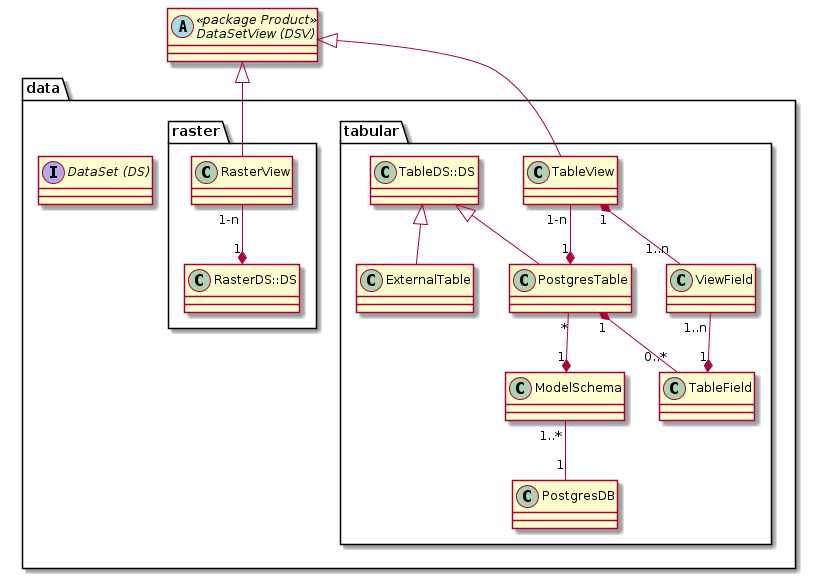 A
«package Product»
DataSetView (DSV)
data
raster
tabular
I DataSet (DS)
C RasterView
C TableDS::DS
C TableView
1-n
1-n
1
1
1
1..n
C RasterDS::DS
C ExternalTable
C PostgresTable
C ViewField
*
1
1..n
1
0..*
1
C ModelSchema
C TableField
1..*
1
C PostgresDB